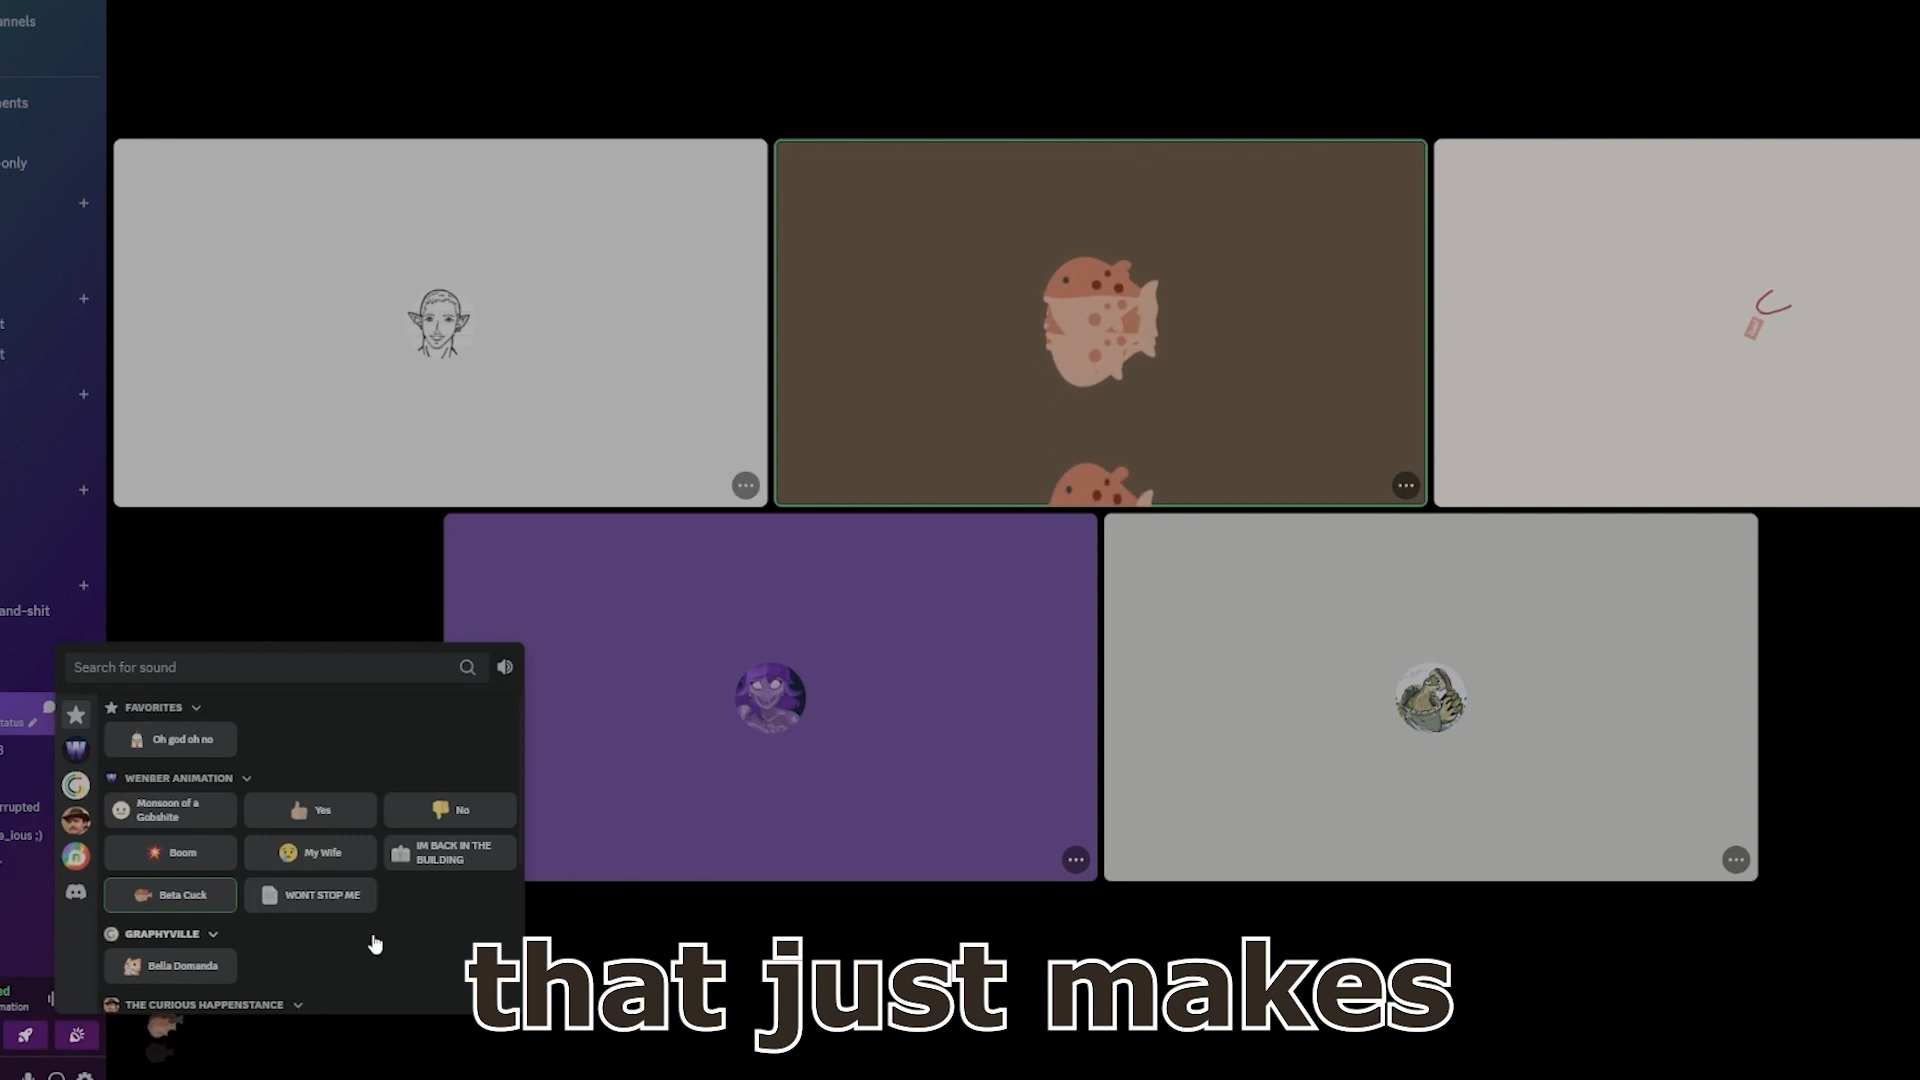 annels
ents
-only
t
t
and-shit
Search for sound
tatus
FAVORITES
3
Oh god oh no
WENBER ANIMATION
rrupted
Monsoon of a
Gobshite
Yes
No
e_ious ;)
Boom
My Wife
IM BACK IN THE
BUILDING
Beta Cuck
WONT STOP ME
GRAPHYVILLE
Bella Domanda
that just makes
ed
mation
THE CURIOUS HAPPENSTANCE